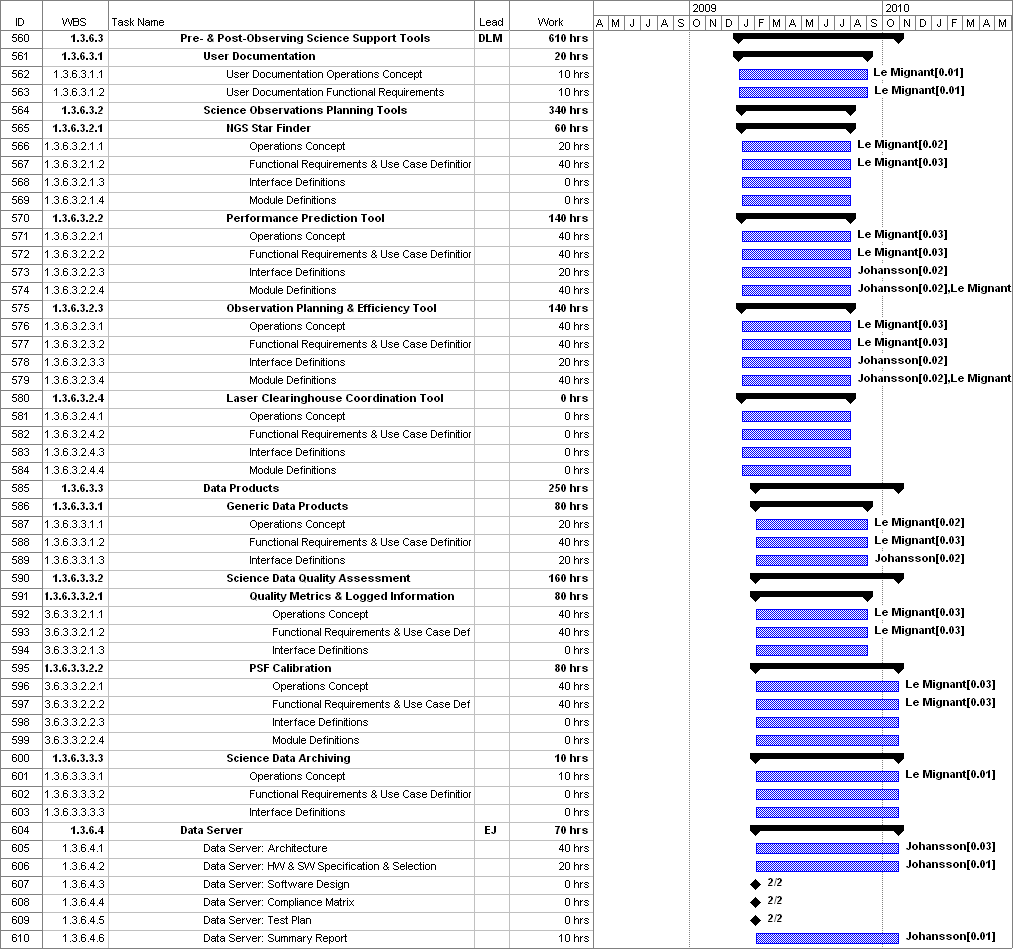 2009 2010
ID WBS Task Name Lead Work A M J J A S O N D J F M A M J J A S O N D J F M A M
560 1.3.6.3 Pre- & Post-Observing Science Support Tools DLM 610 hrs
561 1.3.6.3.1 User Documentation 20 hrs
562 1.3.6.3.1.1 User Documentation Operations Concept 10 hrs Le Mignant[0.01]
563 1.3.6.3.1.2 User Documentation Functional Requirements 10 hrs Le Mignant[0.01]
564 1.3.6.3.2 Science Observations Planning Tools 340 hrs
565 1.3.6.3.2.1 NGS Star Finder 60 hrs
566 1.3.6.3.2.1.1 Operations Concept 20 hrs Le Mignant[0.02]
567 1.3.6.3.2.1.2 Functional Requirements & Use Case Definitior 40 hrs Le Mignant[0.03]
568 1.3.6.3.2.1.3 Interface Definitions 0 hrs
569 1.3.6.3.2.1.4 Module Definitions 0 hrs
570 1.3.6.3.2.2 Performance Prediction Tool 140 hrs
571 1.3.6.3.2.2.1 Operations Concept 40 hrs Le Mignant[0.03]
572 1.3.6.3.2.2.2 Functional Requirements & Use Case Definitior 40 hrs Le Mignant[0.03]
573 1.3.6.3.2.2.3 Interface Definitions 20 hrs Johansson[0.02]
574 1.3.6.3.2.2.4 Module Definitions 40 hrs Johansson[0.02],Le Mignant
575 1.3.6.3.2.3 Observation Planning & Efficiency Tool 140 hrs
576 1.3.6.3.2.3.1 Operations Concept 40 hrs Le Mignant[0.03]
577 1.3.6.3.2.3.2 Functional Requirements & Use Case Definitior 40 hrs Le Mignant[0.03]
578 1.3.6.3.2.3.3 Interface Definitions 20 hrs Johansson[0.02]
579 1.3.6.3.2.3.4 Module Definitions 40 hrs Johansson[0.02],Le Mignant
580 1.3.6.3.2.4 Laser Clearinghouse Coordination Tool 0 hrs
581 1.3.6.3.2.4.1 Operations Concept 0 hrs
582 1.3.6.3.2.4.2 Functional Requirements & Use Case Definitior 0 hrs
583 1.3.6.3.2.4.3 Interface Definitions 0 hrs
584 1.3.6.3.2.4.4 Module Definitions 0 hrs
585 1.3.6.3.3 Data Products 250 hrs
586 1.3.6.3.3.1 Generic Data Products 80 hrs
587 1.3.6.3.3.1.1 Operations Concept 20 hrs Le Mignant[0.02]
588 1.3.6.3.3.1.2 Functional Requirements & Use Case Definitior 40 hrs Le Mignant[0.03]
589 1.3.6.3.3.1.3 Interface Definitions 20 hrs Johansson[0.02]
590 1.3.6.3.3.2 Science Data Quality Assessment 160 hrs
591 1.3.6.3.3.2.1 Quality Metrics & Logged Information 80 hrs
592 3.6.3.3.2.1.1 Operations Concept 40 hrs Le Mignant[0.03]
593 3.6.3.3.2.1.2 Functional Requirements & Use Case Def 40 hrs Le Mignant[0.03]
594 3.6.3.3.2.1.3 Interface Definitions 0 hrs
595 1.3.6.3.3.2.2 PSF Calibration 80 hrs
596 3.6.3.3.2.2.1 Operations Concept 40 hrs Le Mignant[0.03]
597 3.6.3.3.2.2.2 Functional Requirements & Use Case Def 40 hrs Le Mignant[0.03]
598 3.6.3.3.2.2.3 Interface Definitions 0 hrs
599 3.6.3.3.2.2.4 Module Definitions 0 hrs
600 1.3.6.3.3.3 Science Data Archiving 10 hrs
601 1.3.6.3.3.3.1 Operations Concept 10 hrs Le Mignant[0.01]
602 1.3.6.3.3.3.2 Functional Requirements & Use Case Definitior 0 hrs
603 1.3.6.3.3.3.3 Interface Definitions 0 hrs
604 1.3.6.4 Data Server EJ 70 hrs
605 1.3.6.4.1 Data Server: Architecture 40 hrs Johansson[0.03]
606 1.3.6.4.2 Data Server: HW & SW Specification & Selection 20 hrs Johansson[0.01]
607 1.3.6.4.3 Data Server: Software Design 0 hrs 2/2
608 1.3.6.4.4 Data Server: Compliance Matrix 0 hrs 2/2
609 1.3.6.4.5 Data Server: Test Plan 0 hrs 2/2
610 1.3.6.4.6 Data Server: Summary Report 10 hrs Johansson[0.01]